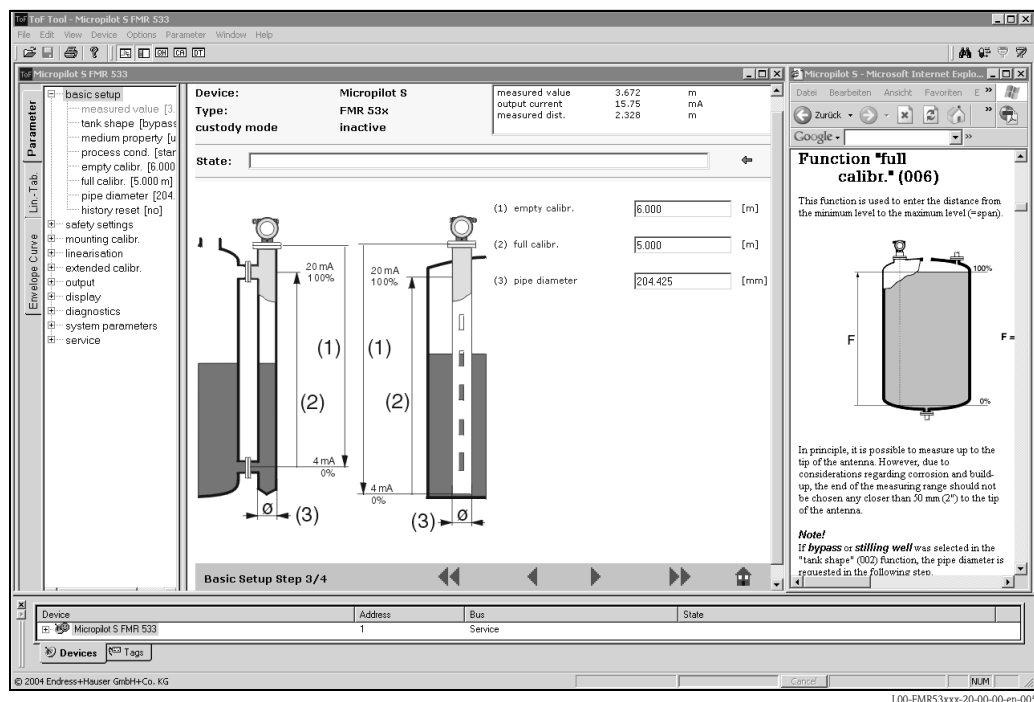 ToF Tool - Micropilot S FMR 533
File Edit View Device Options Parameter Window Help
DH CA DT
Micropilot S FMR 533
Parameter
Lin.-Tab.
Envelope Curve
basic setup
measured value [3.
tank shape [bypass
medium property [u
process cond. [star
empty calibr. [6.000
full calibr. [5.000 m]
pipe diameter [204.
history reset [no]
safety settings
mounting calibr.
linearisation
extended calibr.
output
display
diagnostics
system parameters
service
Device: Micropilot S
Type: FMR 53x
custody mode inactive
measured value 3.672 m
output current 15.75 mA
measured dist. 2.328 m
State:
20 mA
100%
(1)
(2)
4 mA
0%
Ø (3)
20 mA
100%
(1)
(2)
4 mA
0%
(3) Ø
(1) empty calibr. 6.000 [m]
(2) full calibr. 5.000 [m]
(3) pipe diameter 204.425 [mm]
Basic Setup Step 3/4
Micropilot S - Microsoft Internet Explo...
Datei Bearbeiten Ansicht Favoriten E »
Zurück »
Google »
Function "full
calibr." (006)
This function is used to enter the distance from
the minimum level to the maximum level (=span).
100%
F
F =
0%
In principle, it is possible to measure up to the
tip of the antenna. However, due to
considerations regarding corrosion and build-
up, the end of the measuring range should not
be chosen any closer than 50 mm (2") to the tip
of the antenna.
Note!
If bypass or stilling well was selected in the
"tank shape" (002) function, the pipe diameter is
requested in the following step.
Device Address Bus State
Micropilot S FMR 533 1 Service
Devices Tags
© 2004 Endress+Hauser GmbH+Co. KG
Cancel
NUM
L00-FMR53xxx-20-00-00-en-005